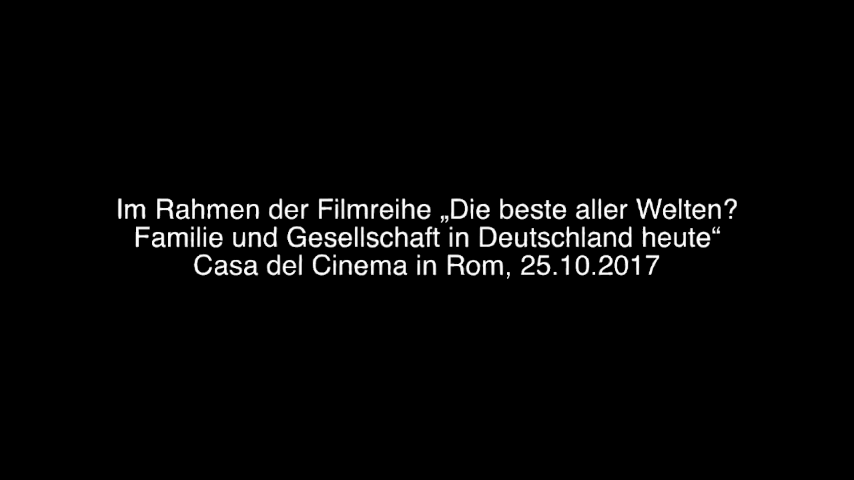 Im Rahmen der Filmreihe „Die beste aller Welten?
Familie und Gesellschaft in Deutschland heute“
Casa del Cinema in Rom, 25.10.2017